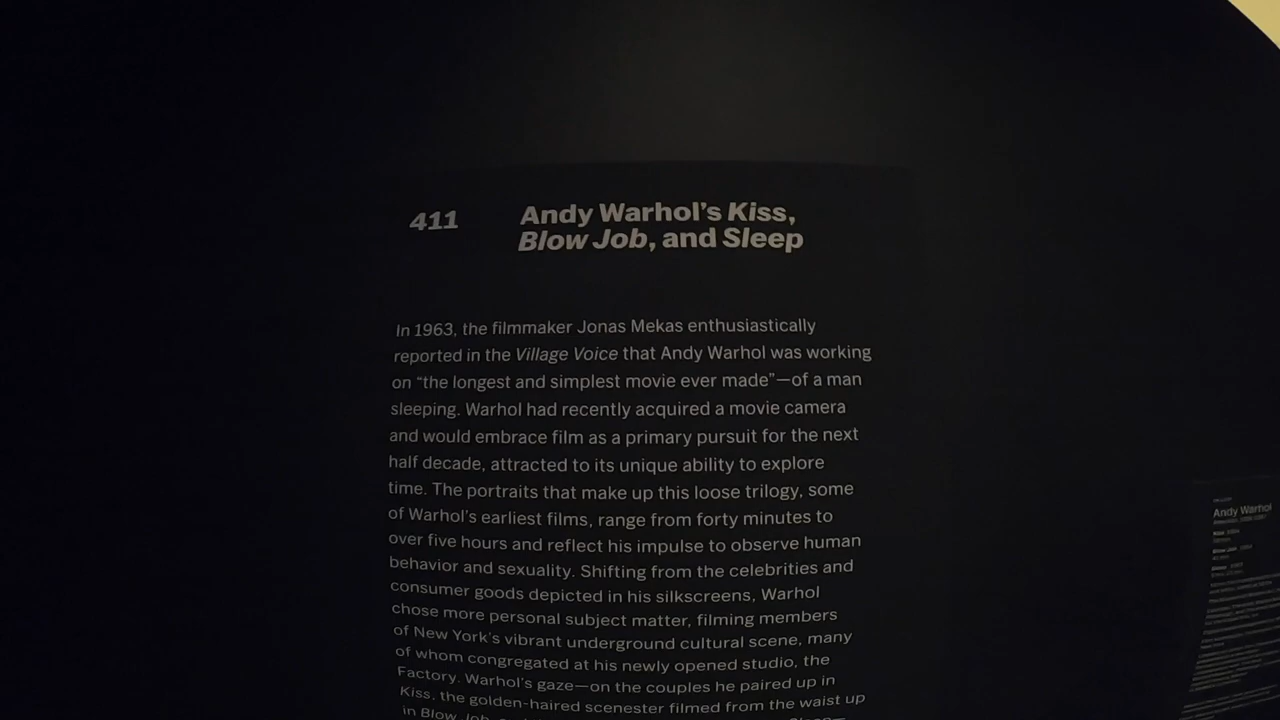 411
Andy Warhol's Kiss,
Blow Job, and Sleep
In 1963, the filmmaker Jonas Mekas enthusiastically
reported in the Village Voice that Andy Warhol was working
on “the longest and simplest movie ever made”—of a man
sleeping. Warhol had recently acquired a movie camera
and would embrace film as a primary pursuit for the next
half decade, attracted to its unique ability to explore
time. The portraits that make up this loose trilogy, some
of Warhol's earliest films, range from forty minutes to
over five hours and reflect his impulse to observe human
behavior and sexuality. Shifting from the celebrities and
consumer goods depicted in his silkscreens, Warhol
chose more personal subject matter, filming members
of New York's vibrant underground cultural scene, many
of whom congregated at his newly opened studio, the
Factory. Warhol's gaze—on the couples he paired up in
Kiss, the golden-haired scenester filmed from the waist up
in Blow Job
Andy Warhol